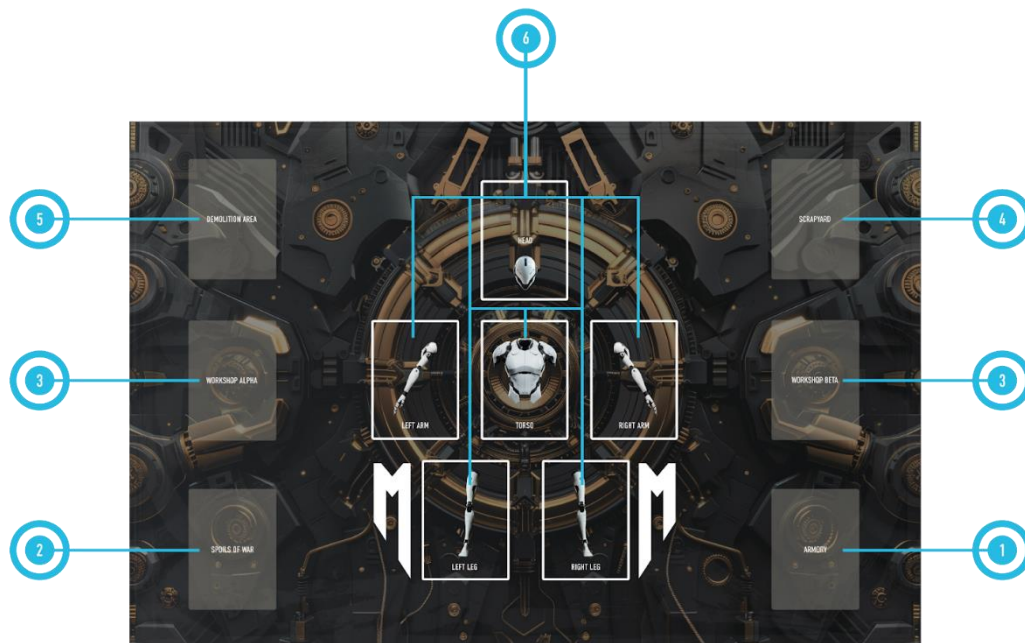 6
5
DEMOLITION AREA
HEAD
SCRAPYARD
4
3
WORKSHOP ALPHA
LEFT ARM
TORSO
RIGHT ARM
WORKSHOP BETA
3
M
M
2
SPOILS OF WAR
LEFT LEG
RIGHT LEG
ARMORY
1